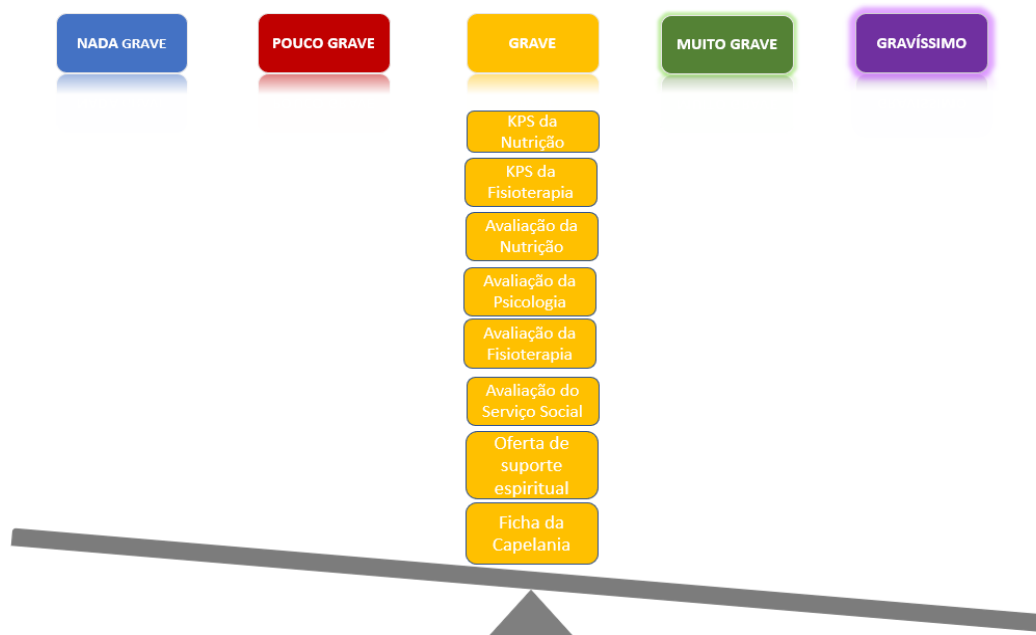 NADA GRAVE
POUCO GRAVE
GRAVE
MUITO GRAVE
GRAVÍSSIMO
KPS da
Nutrição
KPS da
Fisioterapia
Avaliação da
Nutrição
Avaliação da
Psicologia
Avaliação da
Fisioterapia
Avaliação do
Serviço Social
Oferta de
suporte
espiritual
Ficha da
Capelania